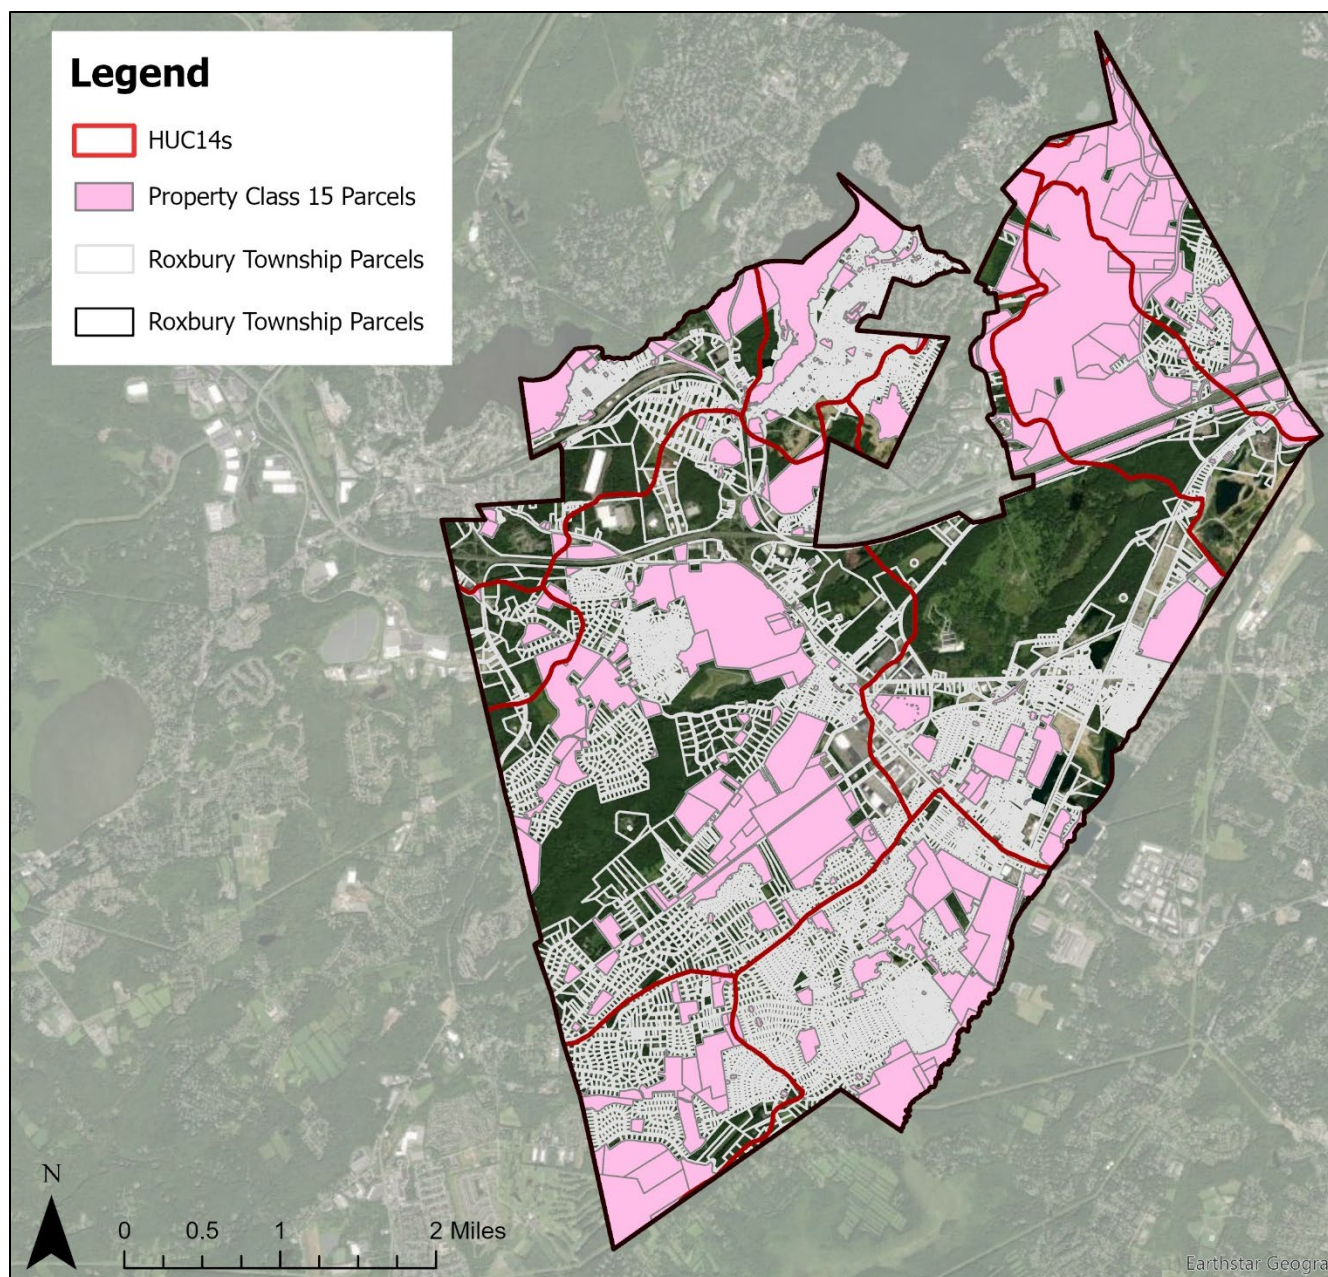 Legend
HUC14s
Property Class 15 Parcels
Roxbury Township Parcels
Roxbury Township Parcels
N
0 0.5 1 2 Miles
Earthstar Geogra